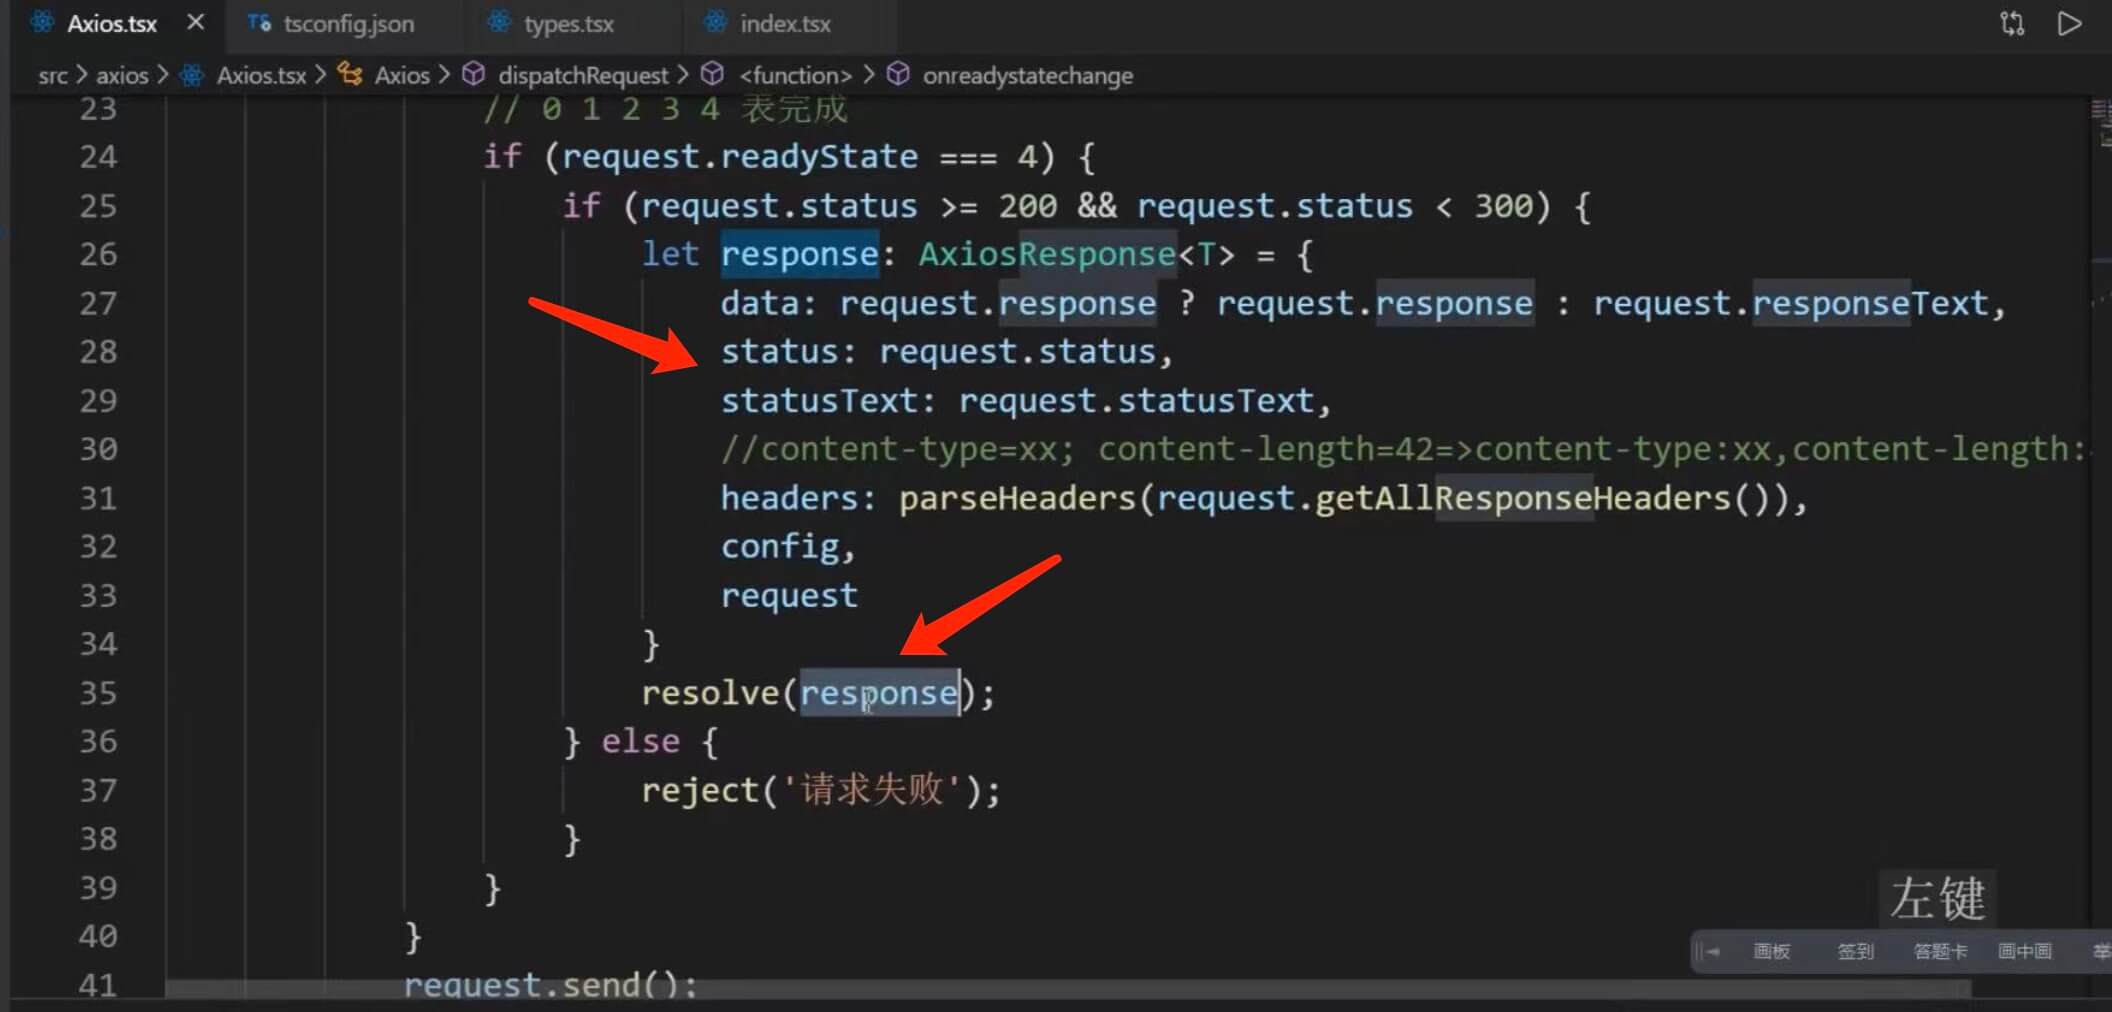 Axios.tsx × TS tsconfig.json types.tsx index.tsx
src > axios > Axios.tsx > Axios > dispatchRequest > <function> > onreadystatechange
23 // 0 1 2 3 4 表完成
24 if (request.readyState === 4) {
25 if (request.status >= 200 && request.status < 300) {
26 let response: AxiosResponse<T> = {
27 data: request.response ? request.response : request.responseText,
28 status: request.status,
29 statusText: request.statusText,
30 //content-type=xx; content-length=42=>content-type:xx,content-length:
31 headers: parseHeaders(request.getAllResponseHeaders()),
32 config,
33 request
34 }
35 resolve(response);
36 } else {
37 reject('请求失败');
38 }
39 }
40 }
41 request.send();
左键
画板 签到 答题卡 画中画